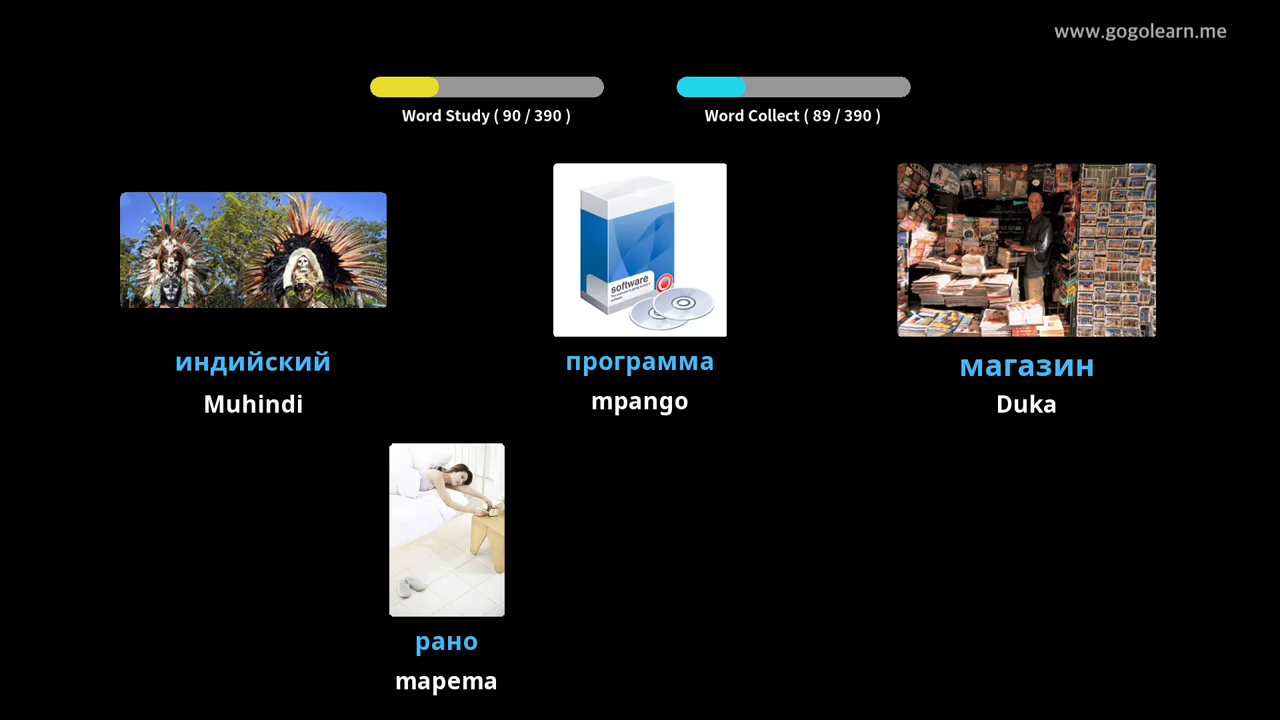 www.gogolearn.me
Word Study ( 90 / 390 )
Word Collect ( 89 / 390 )
software
индийский
программа
магазин
Muhindi
mpango
Duka
рано
mapema